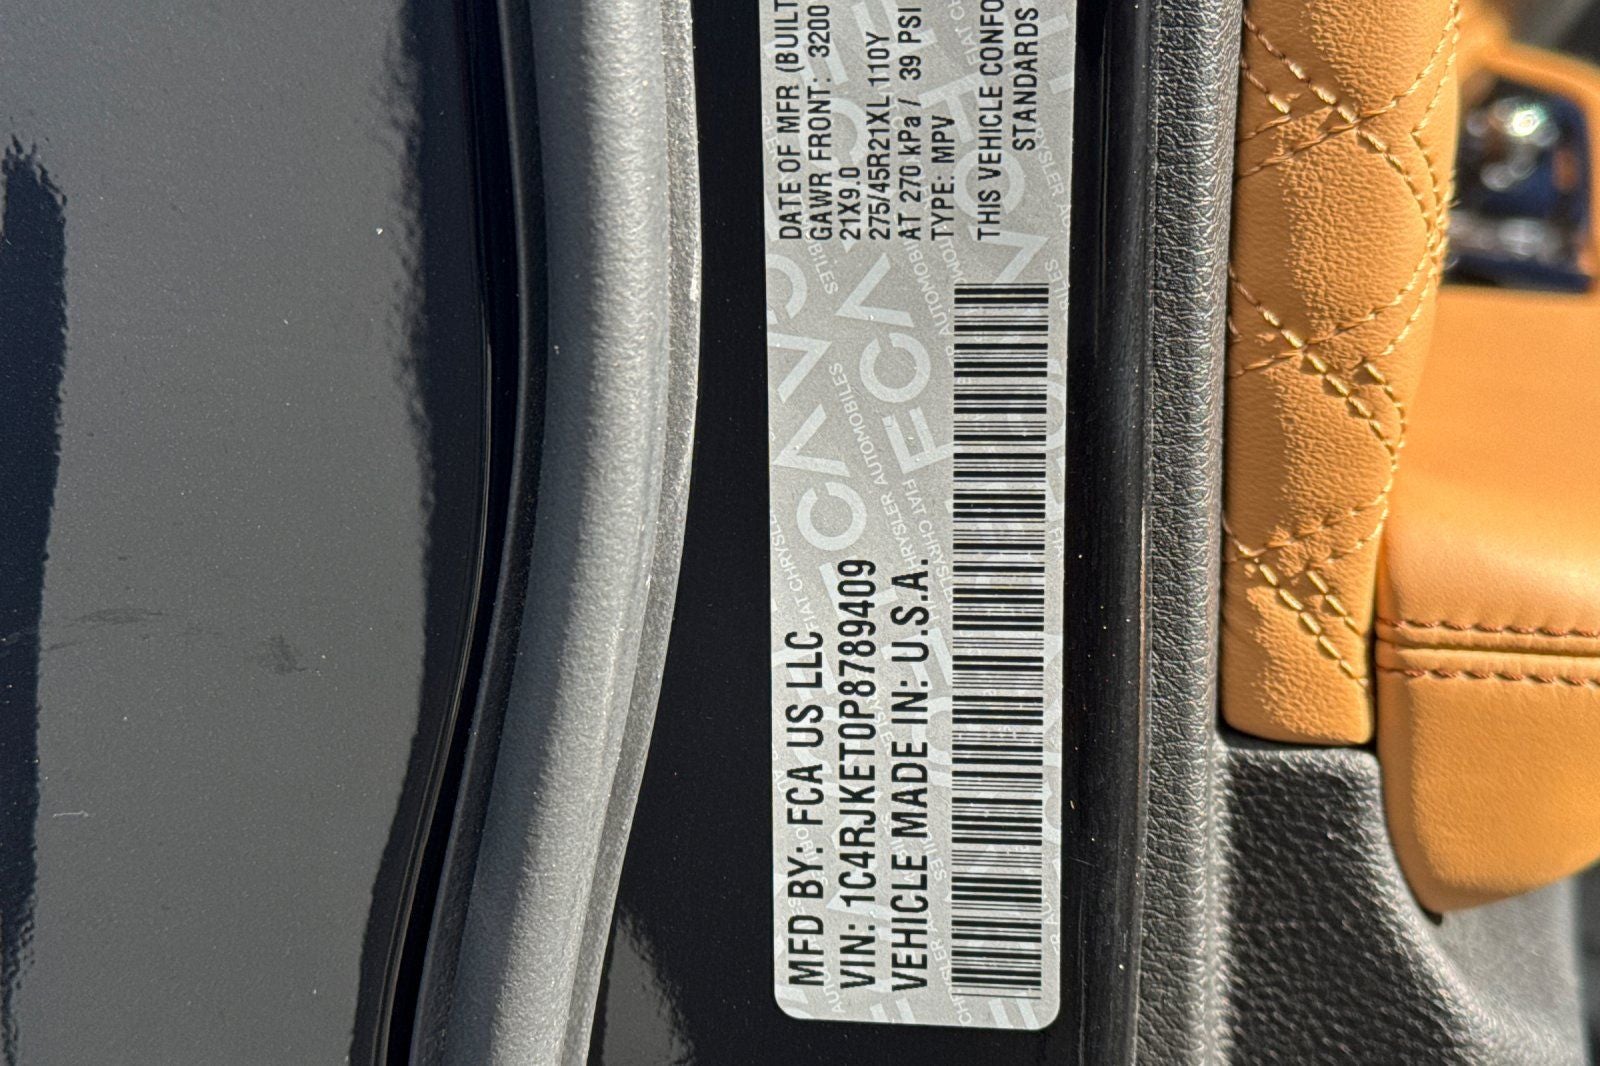 MFD BY: FCA US LLC
VIN: 1C4RJKET0P8789409
VEHICLE MADE IN: U.S.A.
DATE OF MFR (BUILT
GAWR FRONT: 3200
21X9.0
275/45R21XL 110Y
AT 270 kPa / 39 PSI
TYPE: MPV
THIS VEHICLE CONFO
STANDARDS